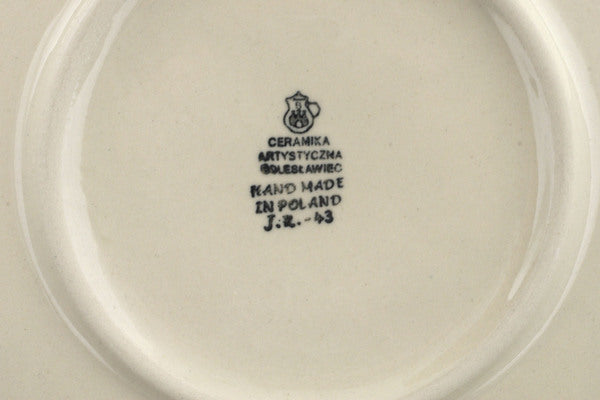 CERAMIKA
ARTYSTYCZNA
BOLESŁAWIEC
HAND MADE
IN POLAND
J.Z.-43